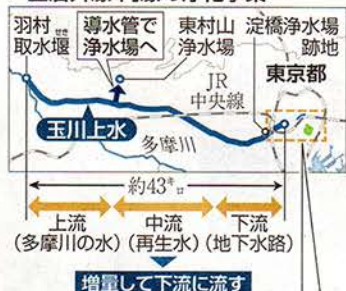 羽村
取水堰
せき
導水管で
浄水場へ
東村山
浄水場
淀橋浄水場
跡地
JR
中央線
東京都
玉川上水
多摩川
約43㌔
上流
(多摩川の水)
中流
(再生水)
下流
(地下水路)
増量して下流に流す